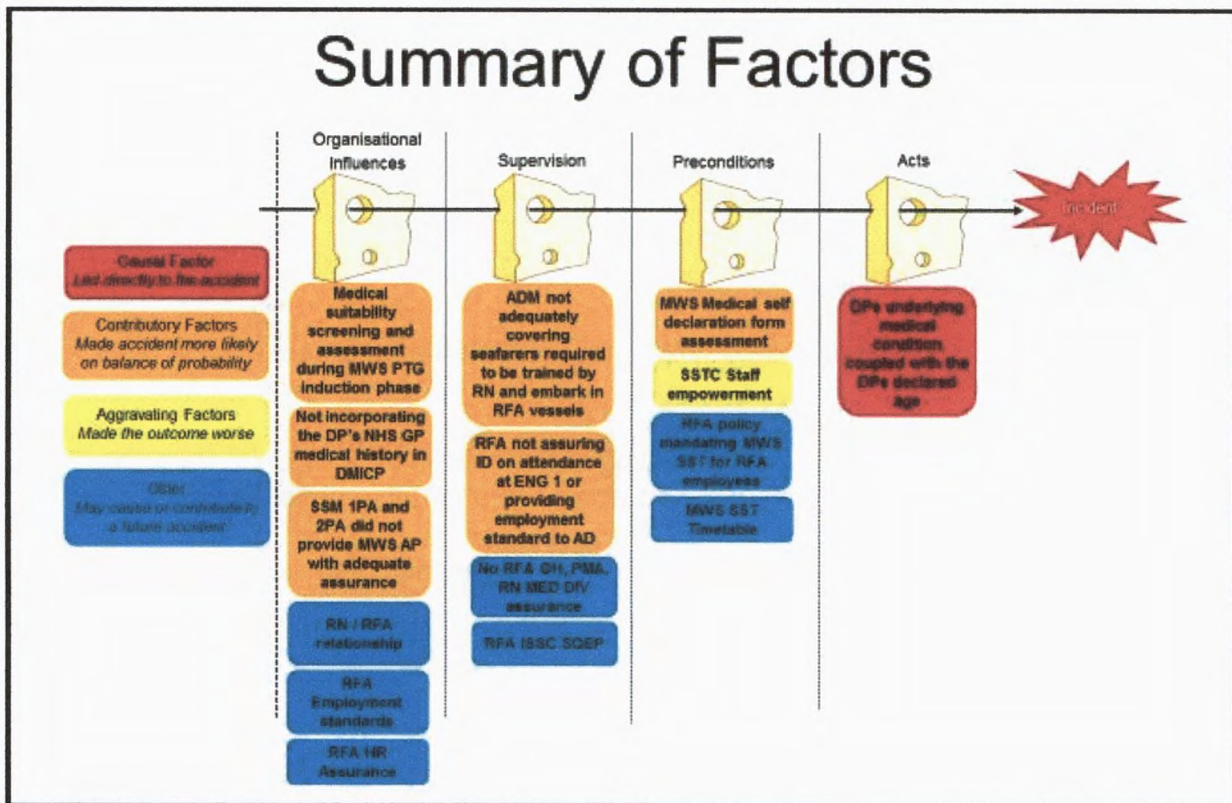 Summary of Factors
Organisational
Influences
Supervision
Preconditions
Acts
Incident
Causal Factor
Led directly to the accident
Contributory Factors
Made accident more likely
on balance of probability
Aggravating Factors
Made the outcome worse
Other
May cause or contribute to
a future accident
Medical
suitability
screening and
assessment
during MWS PTG
induction phase
Not incorporating
the DP's NHS GP
medical history in
DMICP
SSM 1PA and
2PA did not
provide MWS AP
with adequate
assurance
RN / RFA
relationship
RFA
Employment
standards
RFA HR
Assurance
ADM not
adequately
covering
seafarers required
to be trained by
RN and embark in
RFA vessels
RFA not assuring
ID on attendance
at ENG 1 or
providing
employment
standard to AD
No RFA OH, PMA,
RN MED DIV
assurance
RFA ISSC SQEP
MWS Medical self
declaration form
assessment
SSTC Staff
empowerment
RFA policy
mandating MWS
SST for RFA
employees
MWS SST
Timetable
DPs underlying
medical
condition
coupled with the
DPs declared
age